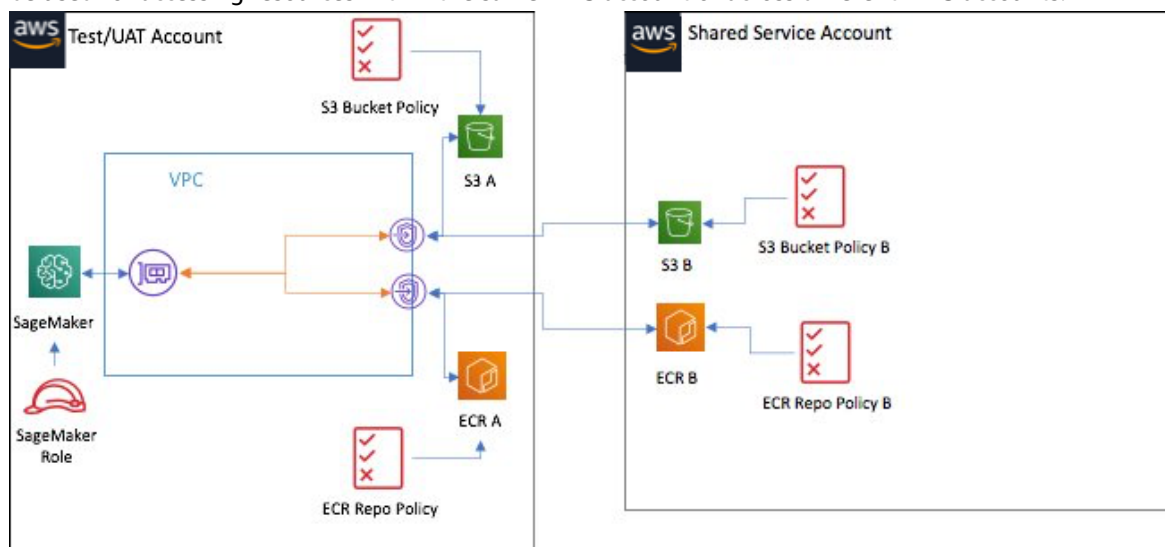 aws Test/UAT Account
aws Shared Service Account
S3 Bucket Policy
S3 A
VPC
S3 B
S3 Bucket Policy B
SageMaker
ECR B
ECR Repo Policy B
ECR A
SageMaker
Role
ECR Repo Policy